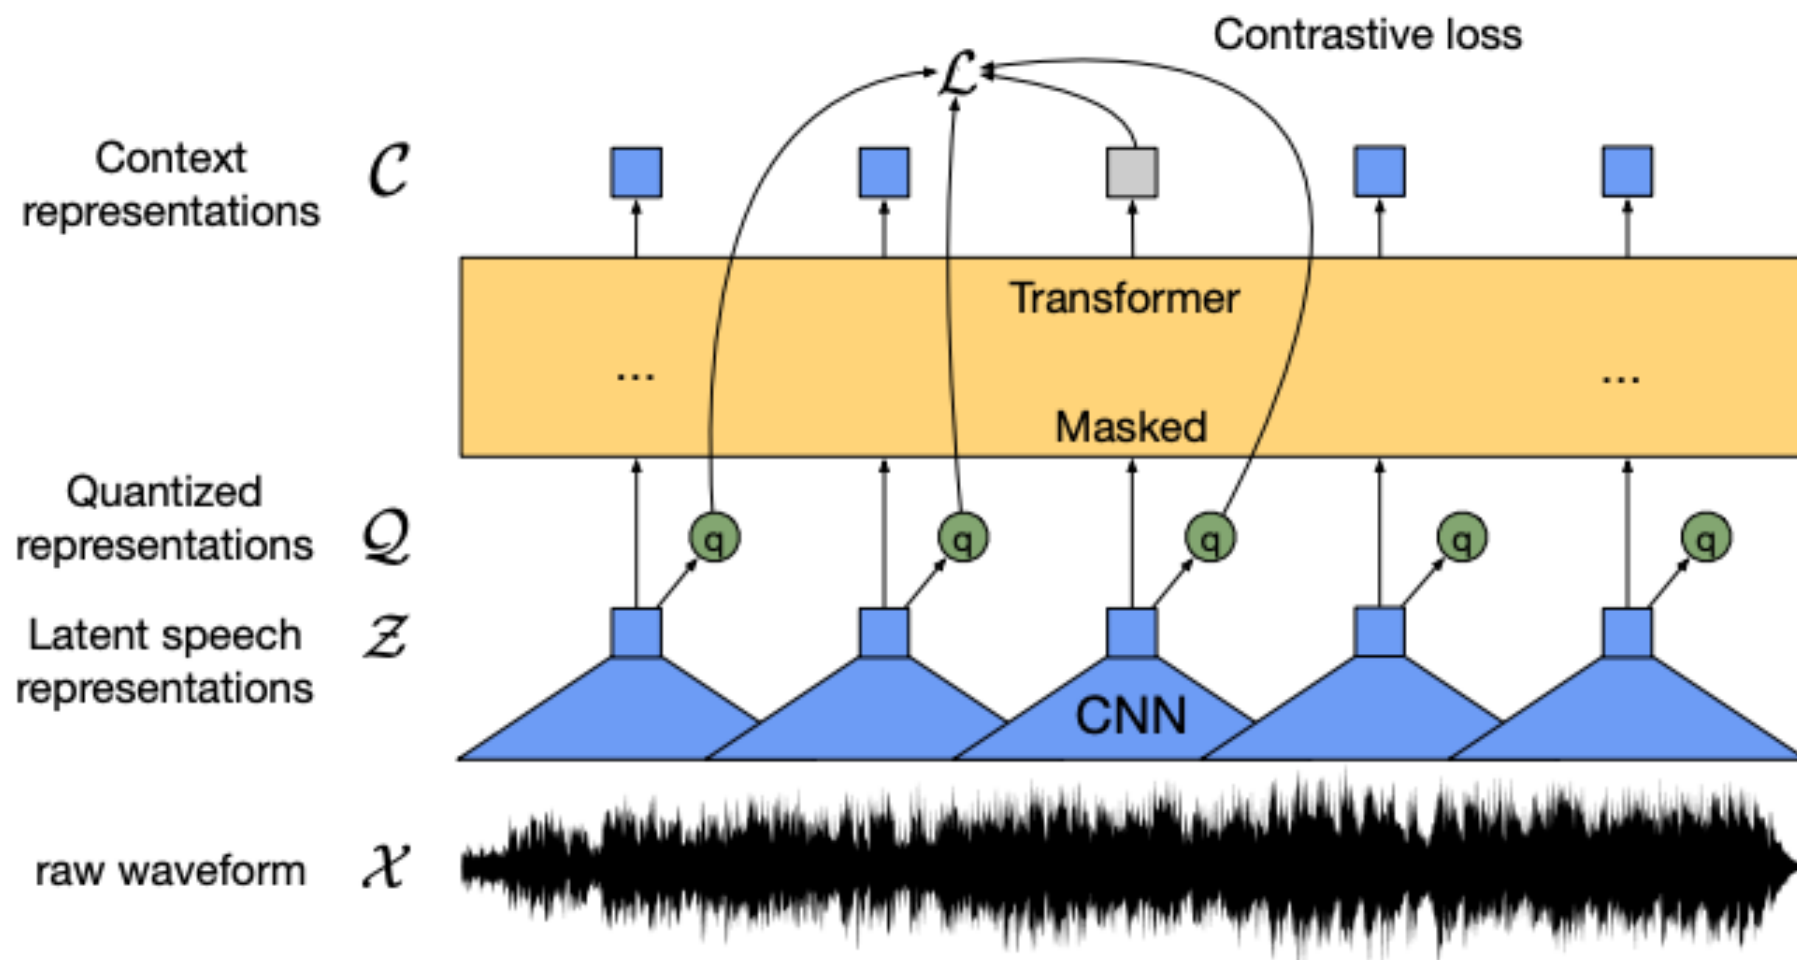 Contrastive loss
ℒ
Context
representations
𝒞
Transformer
... ...
Masked
Quantized
representations
𝒬
q q q q q
Latent speech
representations
𝒵
CNN
raw waveform
𝒳